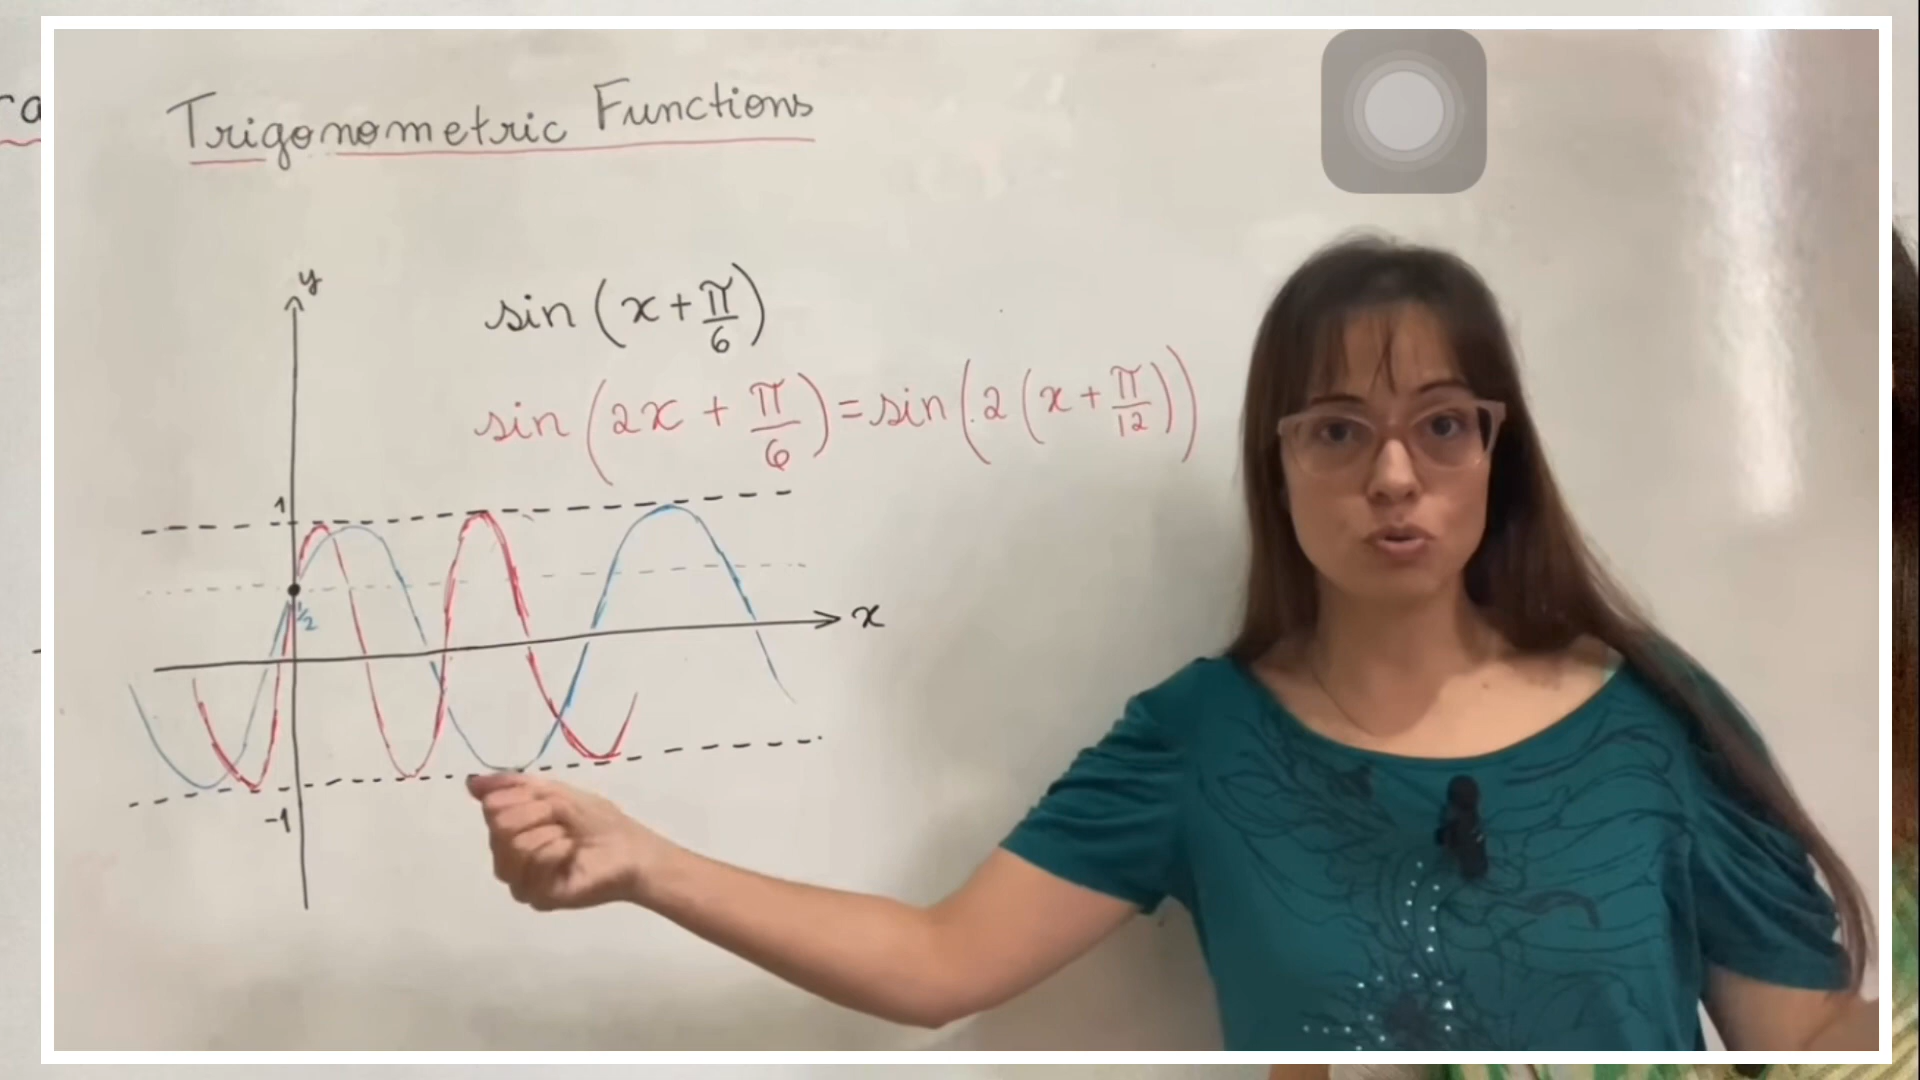 Trigonometric Functions
y
sin (x + π/6)
sin (2x + π/6) = sin (2 (x + π/12))
1
1/2
x
-1